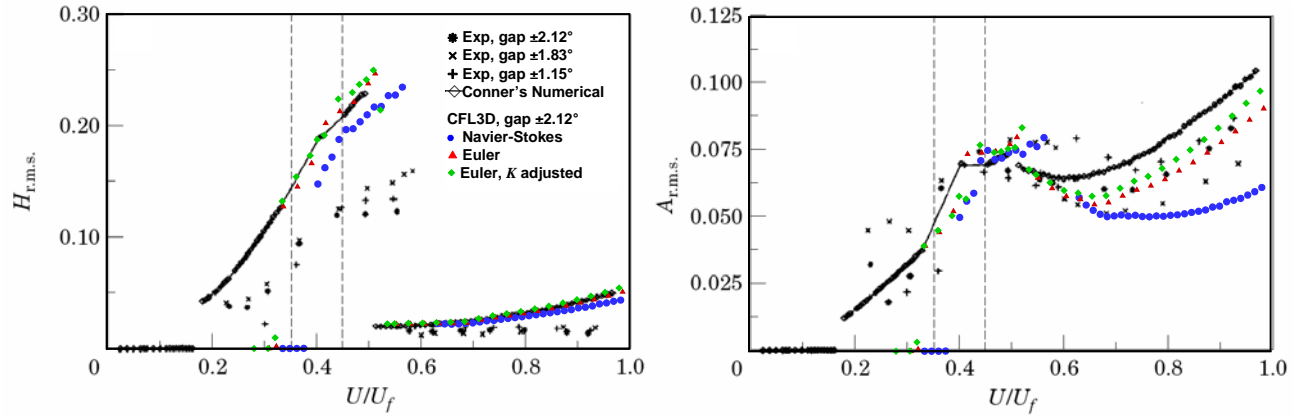 0.30
0.20
0.10
0
0.2
0.4
0.6
0.8
1.0
H r.m.s.
U/U_f
Exp, gap ±2.12°
Exp, gap ±1.83°
Exp, gap ±1.15°
Conner's Numerical
CFL3D, gap ±2.12°
Navier-Stokes
Euler
Euler, K adjusted
0.125
0.100
0.075
0.050
0.025
0
0.2
0.4
0.6
0.8
1.0
A r.m.s.
U/U_f